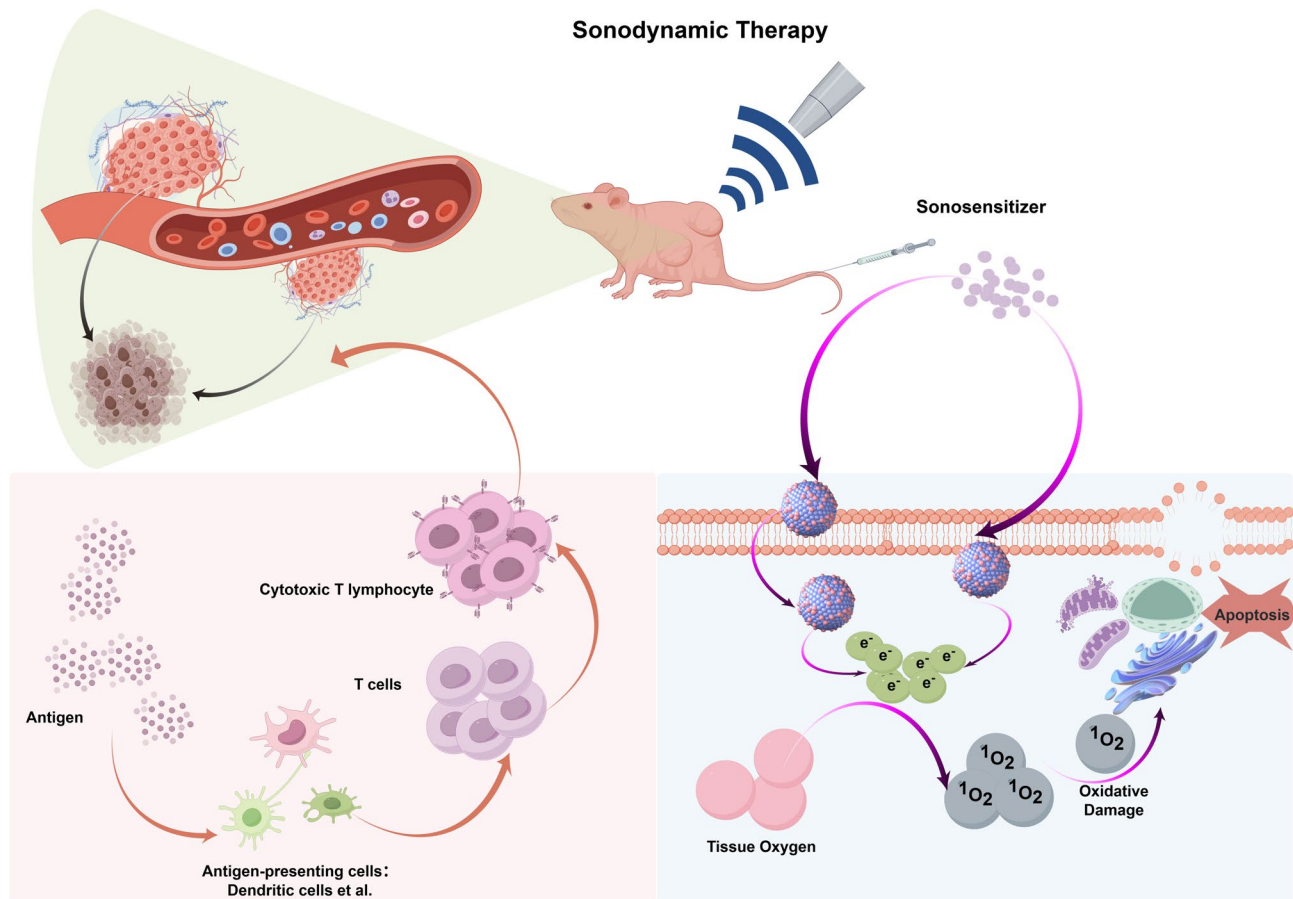 Sonodynamic Therapy
Sonosensitizer
Cytotoxic T lymphocyte
T cells
Antigen
Antigen-presenting cells:
Dendritic cells et al.
Apoptosis
e⁻
e⁻
e⁻
e⁻
e⁻
e⁻
e⁻
¹O2
¹O2
¹O2
¹O2
Oxidative
Damage
Tissue Oxygen